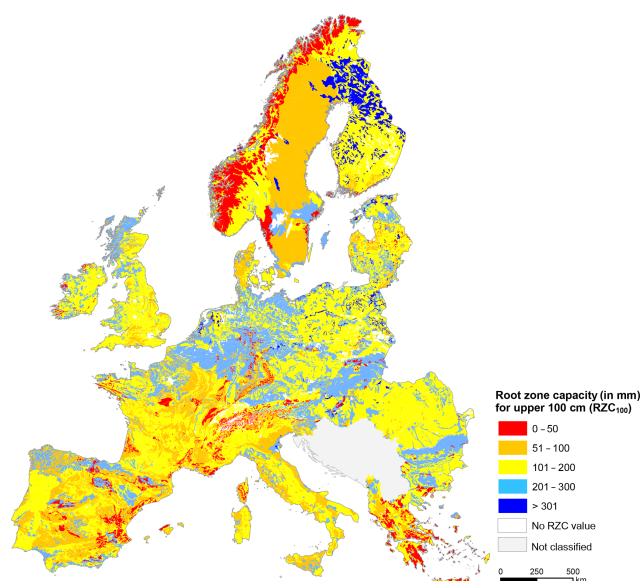 Root zone capacity (in mm)
for upper 100 cm (RZC100)
0 – 50
51 – 100
101 – 200
201 – 300
> 301
No RZC value
Not classified
0 250 500
km